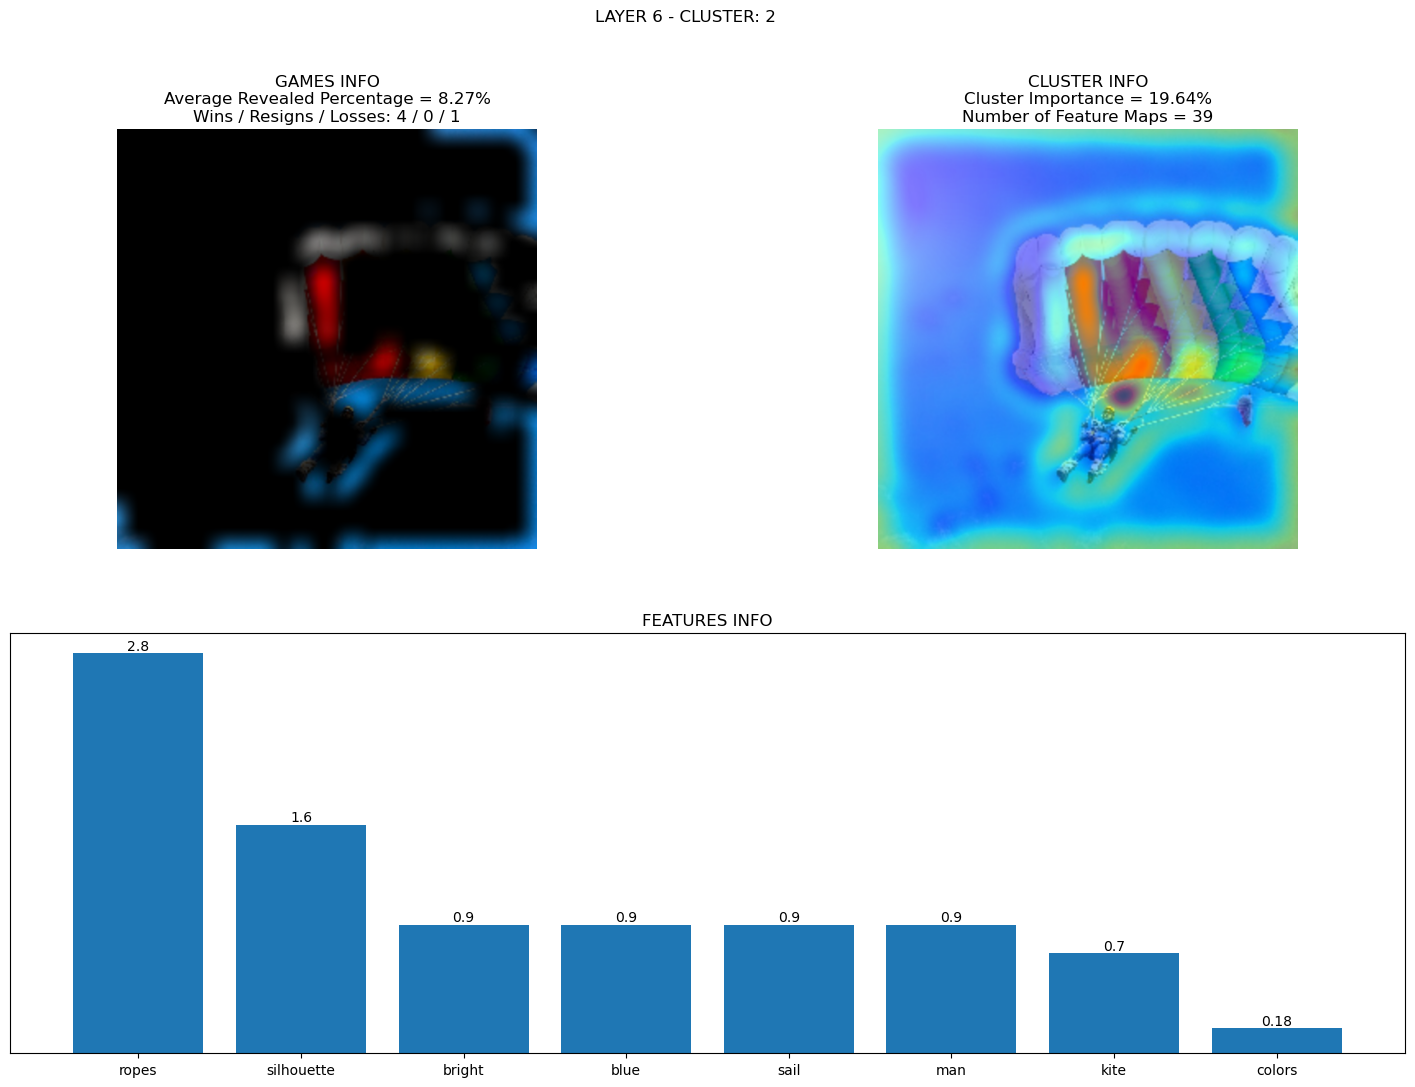 LAYER 6 - CLUSTER: 2
GAMES INFO
Average Revealed Percentage = 8.27%
Wins / Resigns / Losses: 4 / 0 / 1
CLUSTER INFO
Cluster Importance = 19.64%
Number of Feature Maps = 39
FEATURES INFO
2.8
1.6
0.9
0.9
0.9
0.9
0.7
0.18
ropes
silhouette
bright
blue
sail
man
kite
colors